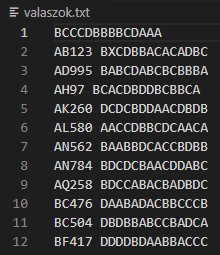 valaszok.txt
1 BCCCDBBBBCDAAA
2 AB123 BXCDBBACACADBC
3 AD995 BABCDABCBCBBBA
4 AH97 BCACDBDDBCBBCA
5 AK260 DCDCBDDAACDBDB
6 AL580 AACCDBBCDCAACA
7 AN562 BAABBDCACCBDBB
8 AN784 BDCDCBAACDDABC
9 AQ258 BDCCABACBADBDC
10 BC476 DAABADACBBCCCB
11 BC504 DBDBBABCCBADCA
12 BF417 DDDDBDAABBACCC